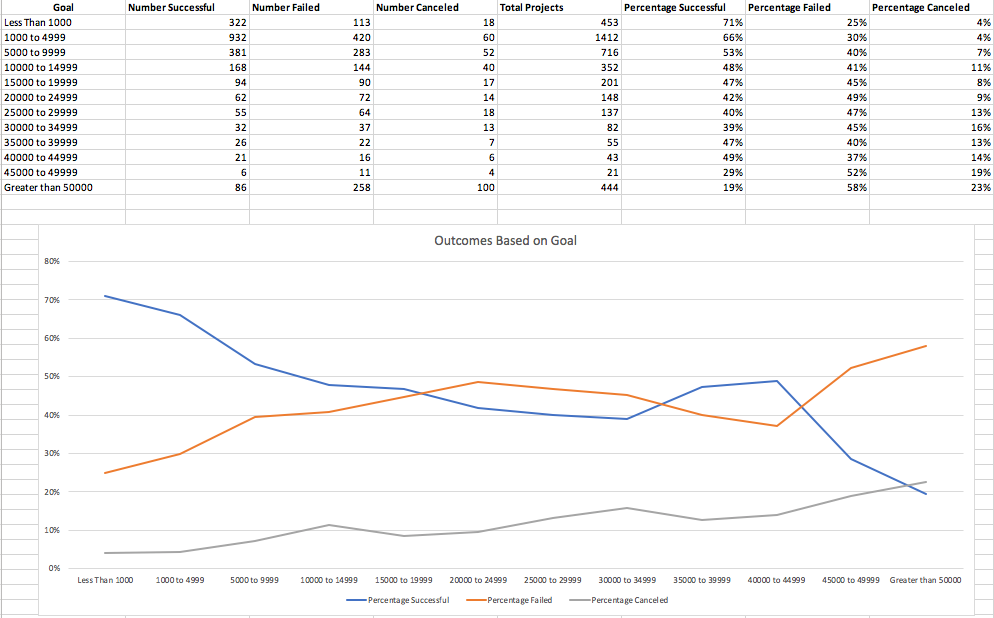 Goal Number Successful Number Failed Number Canceled Total Projects Percentage Successful Percentage Failed Percentage Canceled
Less Than 1000 322 113 18 453 71% 25% 4%
1000 to 4999 932 420 60 1412 66% 30% 4%
5000 to 9999 381 283 52 716 53% 40% 7%
10000 to 14999 168 144 40 352 48% 41% 11%
15000 to 19999 94 90 17 201 47% 45% 8%
20000 to 24999 62 72 14 148 42% 49% 9%
25000 to 29999 55 64 18 137 40% 47% 13%
30000 to 34999 32 37 13 82 39% 45% 16%
35000 to 39999 26 22 7 55 47% 40% 13%
40000 to 44999 21 16 6 43 49% 37% 14%
45000 to 49999 6 11 4 21 29% 52% 19%
Greater than 50000 86 258 100 444 19% 58% 23%
Outcomes Based on Goal
80%
70%
60%
50%
40%
30%
20%
10%
0%
Less Than 1000 1000 to 4999 5000 to 9999 10000 to 14999 15000 to 19999 20000 to 24999 25000 to 29999 30000 to 34999 35000 to 39999 40000 to 44999 45000 to 49999 Greater than 50000
Percentage Successful Percentage Failed Percentage Canceled